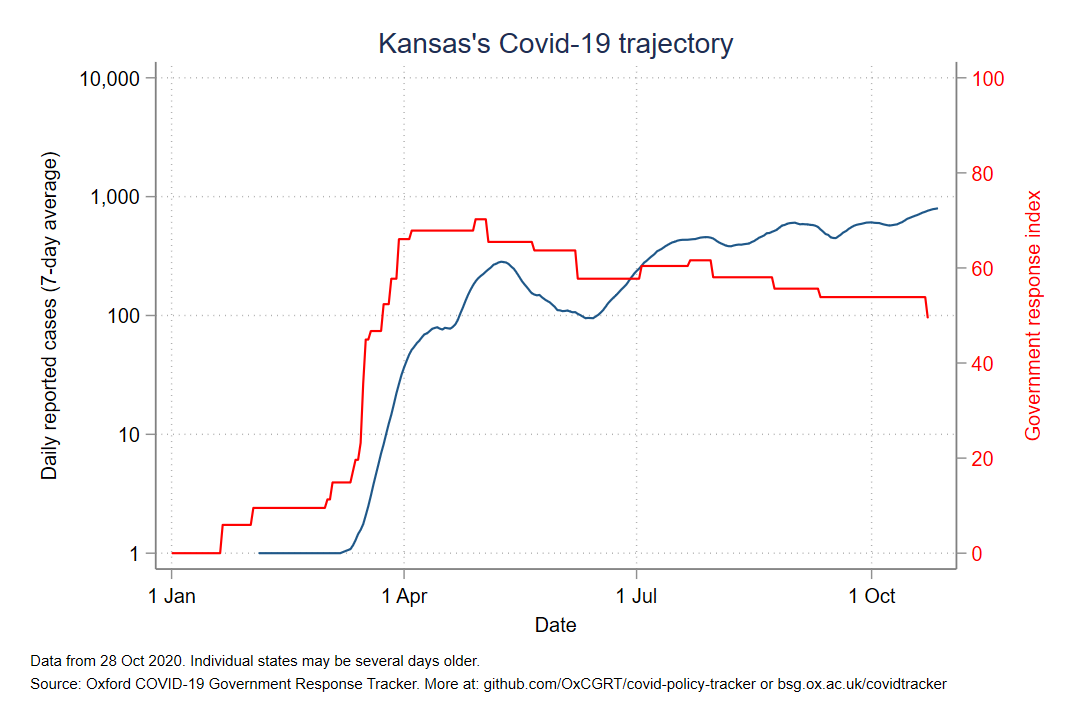 Kansas's Covid-19 trajectory
Daily reported cases (7-day average)
10,000
1,000
100
10
1
100
80
60
40
20
0
Government response index
1 Jan
1 Apr
1 Jul
1 Oct
Date
Data from 28 Oct 2020. Individual states may be several days older.
Source: Oxford COVID-19 Government Response Tracker. More at: github.com/OxCGRT/covid-policy-tracker or bsg.ox.ac.uk/covidtracker